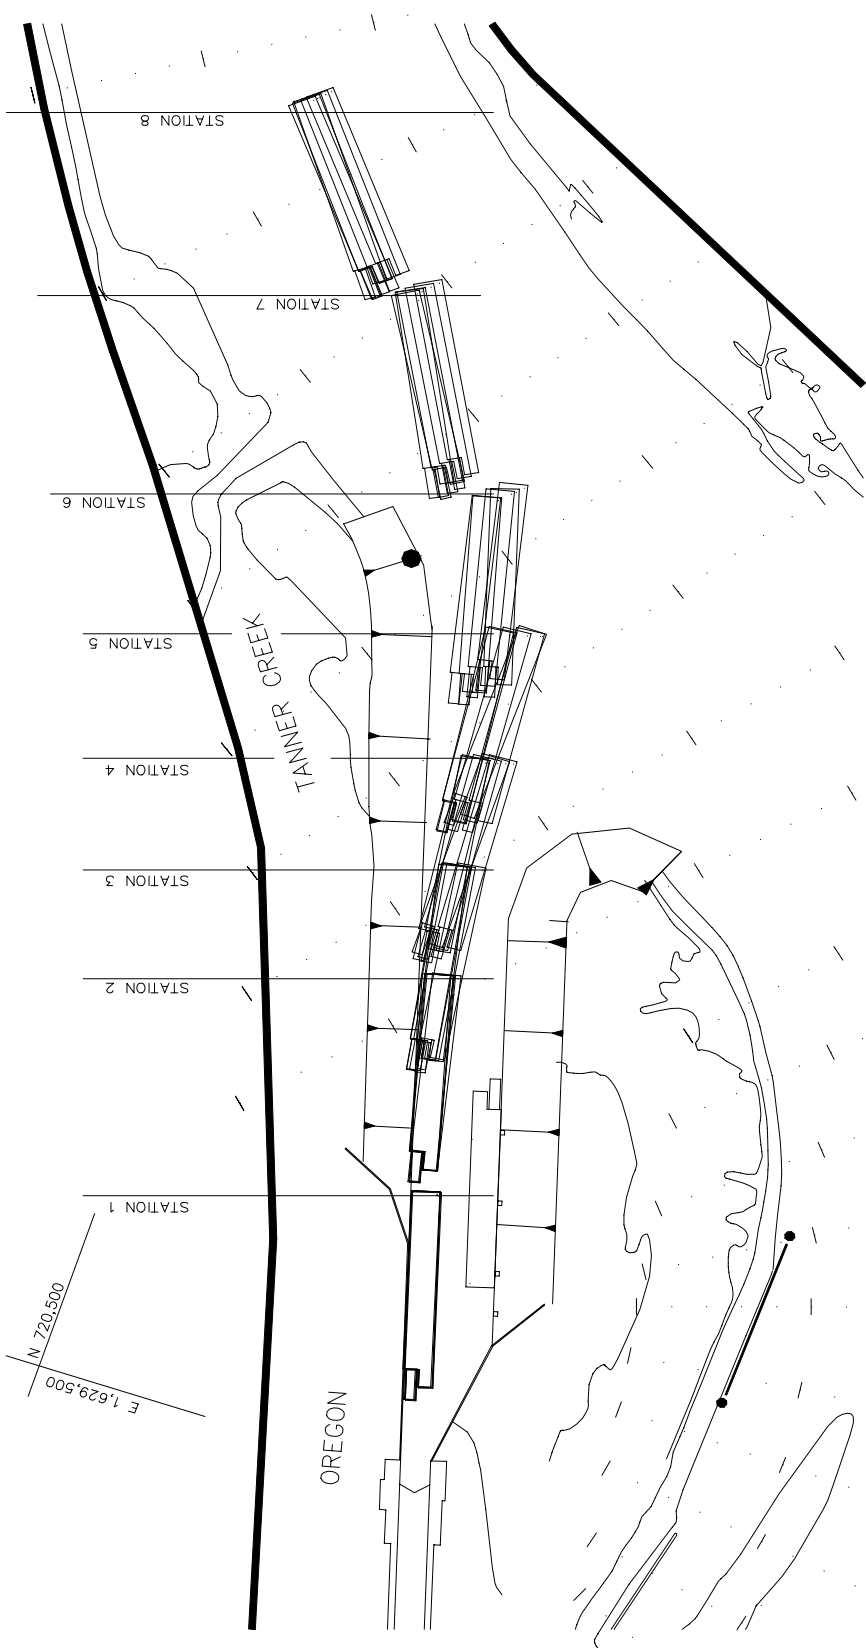 STATION 8
STATION 7
STATION 6
STATION 5
TANNER CREEK
STATION 4
STATION 3
STATION 2
STATION 1
N 720,500
E 1,629,500
OREGON